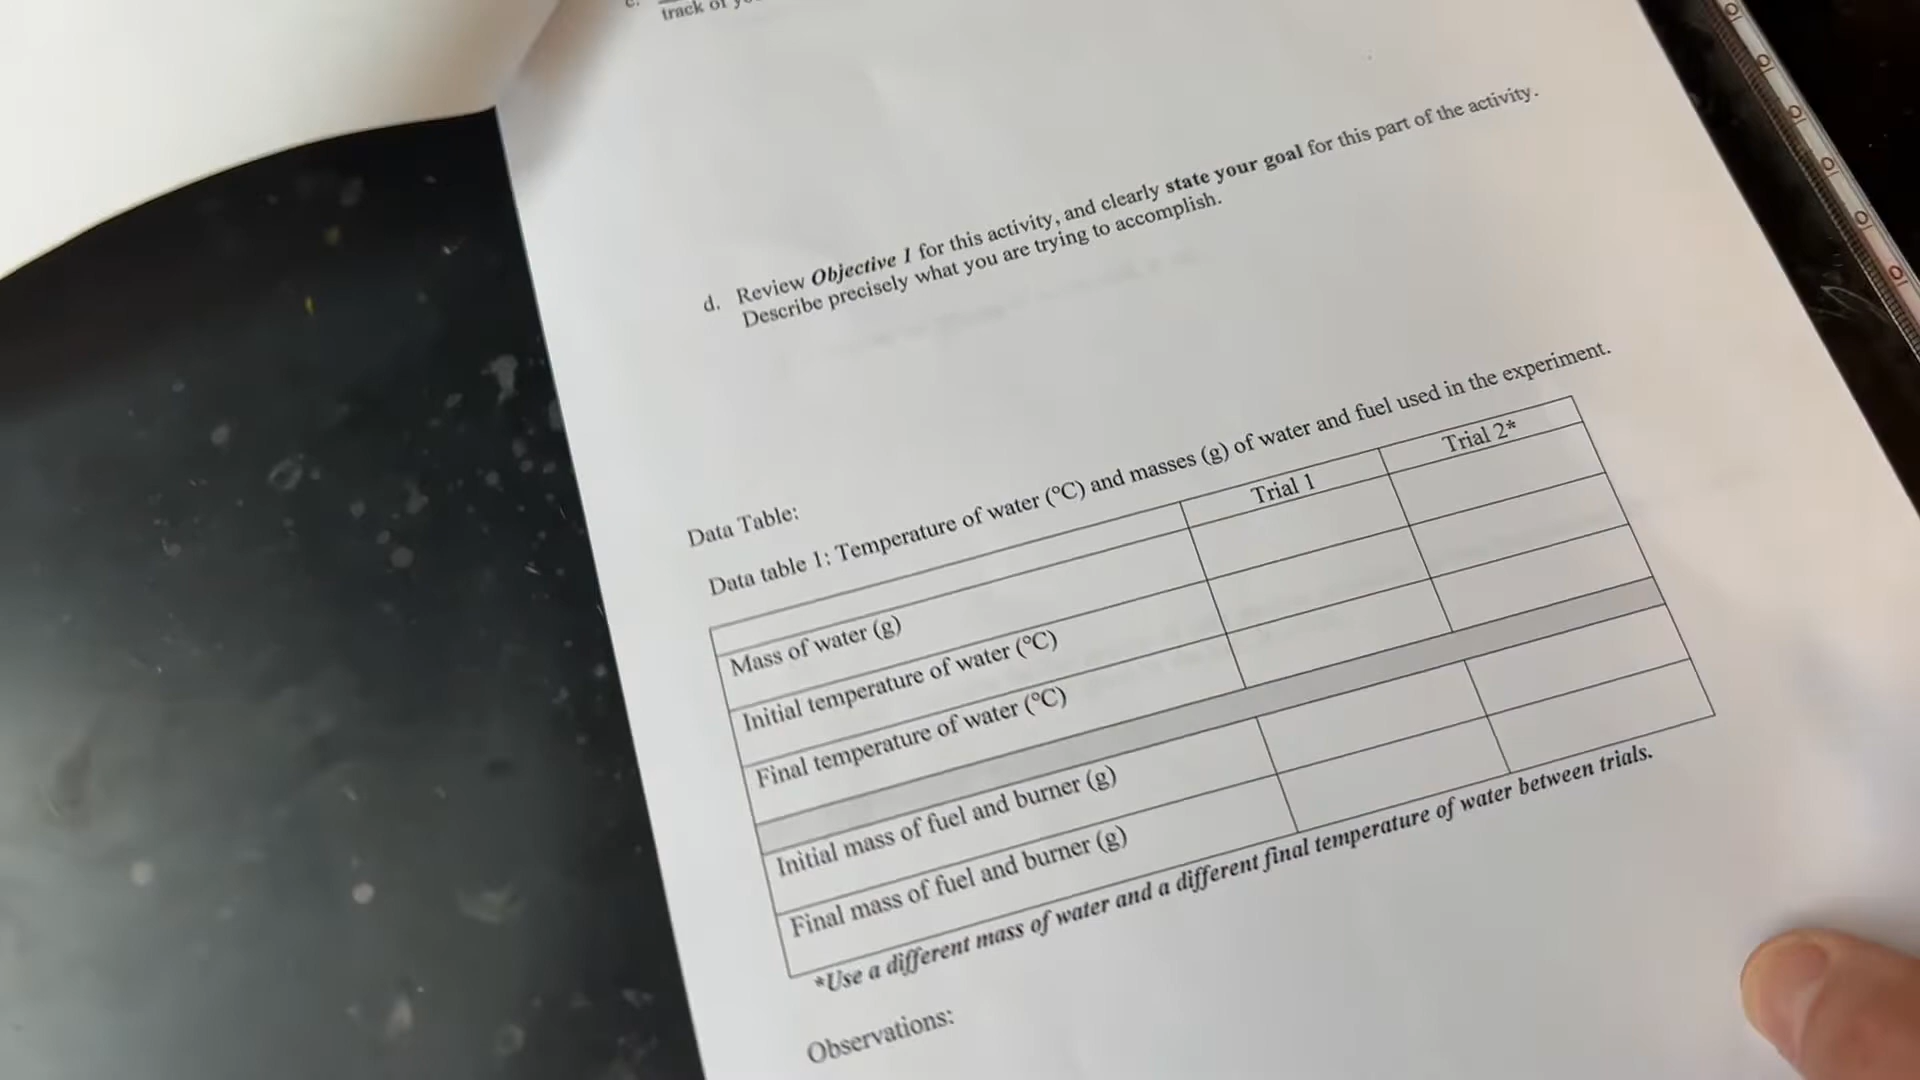 track of
d. Review Objective 1 for this activity, and clearly state your goal for this part of the activity.
Describe precisely what you are trying to accomplish.
Data Table:
Data table 1: Temperature of water (°C) and masses (g) of water and fuel used in the experiment.
Trial 1 Trial 2*
Mass of water (g)
Initial temperature of water (°C)
Final temperature of water (°C)
Initial mass of fuel and burner (g)
Final mass of fuel and burner (g)
*Use a different mass of water and a different final temperature of water between trials.
Observations: